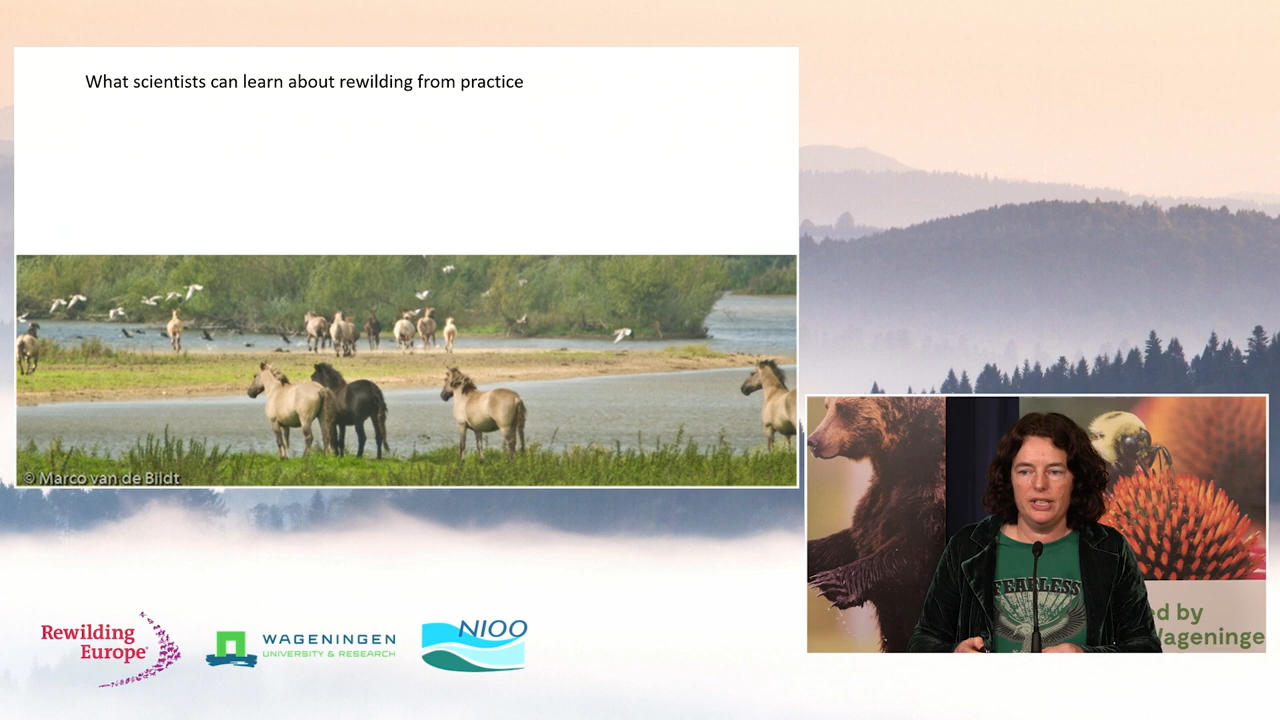 What scientists can learn about rewilding from practice
© Marco van de Bildt
FEARLESS
ed by
Wageninge
Rewilding
Europe
WAGENINGEN
UNIVERSITY & RESEARCH
NIOO